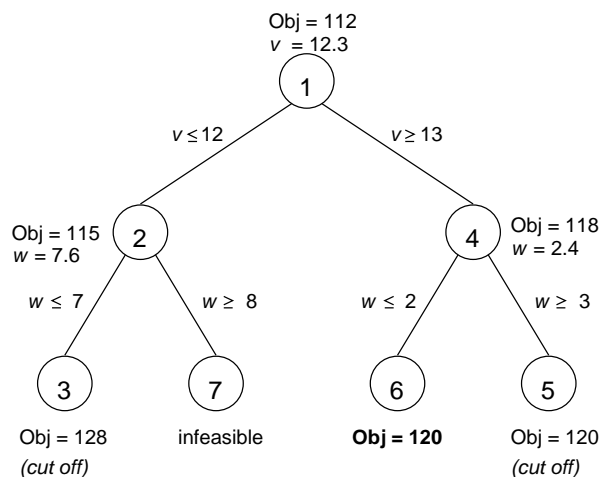 Obj = 112
v = 12.3
1
v ≤ 12
v ≥ 13
Obj = 115
w = 7.6
2
4
Obj = 118
w = 2.4
w ≤ 7
w ≥ 8
w ≤ 2
w ≥ 3
3
7
6
5
Obj = 128
(cut off)
infeasible
Obj = 120
Obj = 120
(cut off)